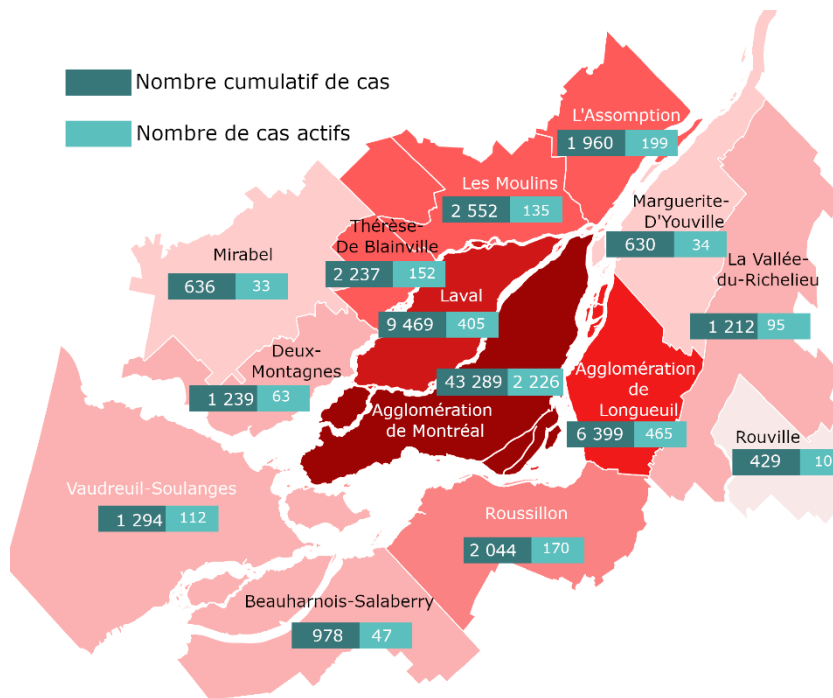 Nombre cumulatif de cas
Nombre de cas actifs
L'Assomption
1 960 199
Les Moulins
2 552 135
Marguerite-
D'Youville
630 34
Thérèse-
De Blainville
2 237 152
Mirabel
636 33
La Vallée-
du-Richelieu
1 212 95
Laval
9 469 405
Deux-
Montagnes
1 239 63
43 289 2 226
Agglomération
de Montréal
Agglomération
de
Longueuil
6 399 465
Rouville
429 10
Vaudreuil-Soulanges
1 294 112
Roussillon
2 044 170
Beauharnois-Salaberry
978 47